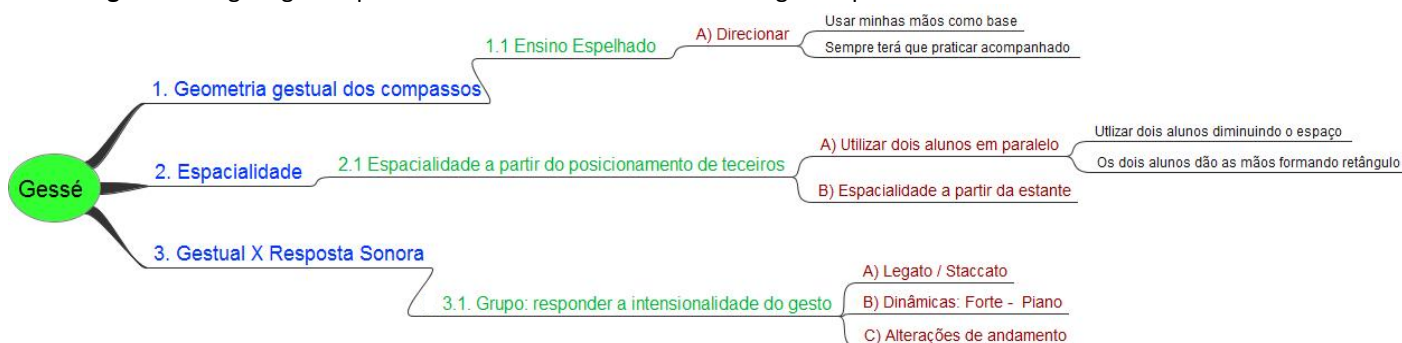 Gessé
1. Geometria gestual dos compassos
1.1 Ensino Espelhado
A) Direcionar
Usar minhas mãos como base
Sempre terá que praticar acompanhado
2. Espacialidade
2.1 Espacialidade a partir do posicionamento de teceiros
A) Utilizar dois alunos em paralelo
Utlizar dois alunos diminuindo o espaço
Os dois alunos dão as mãos formando retângulo
B) Espacialidade a partir da estante
3. Gestual X Resposta Sonora
3.1. Grupo: responder a intensionalidade do gesto
A) Legato / Staccato
B) Dinâmicas: Forte - Piano
C) Alterações de andamento